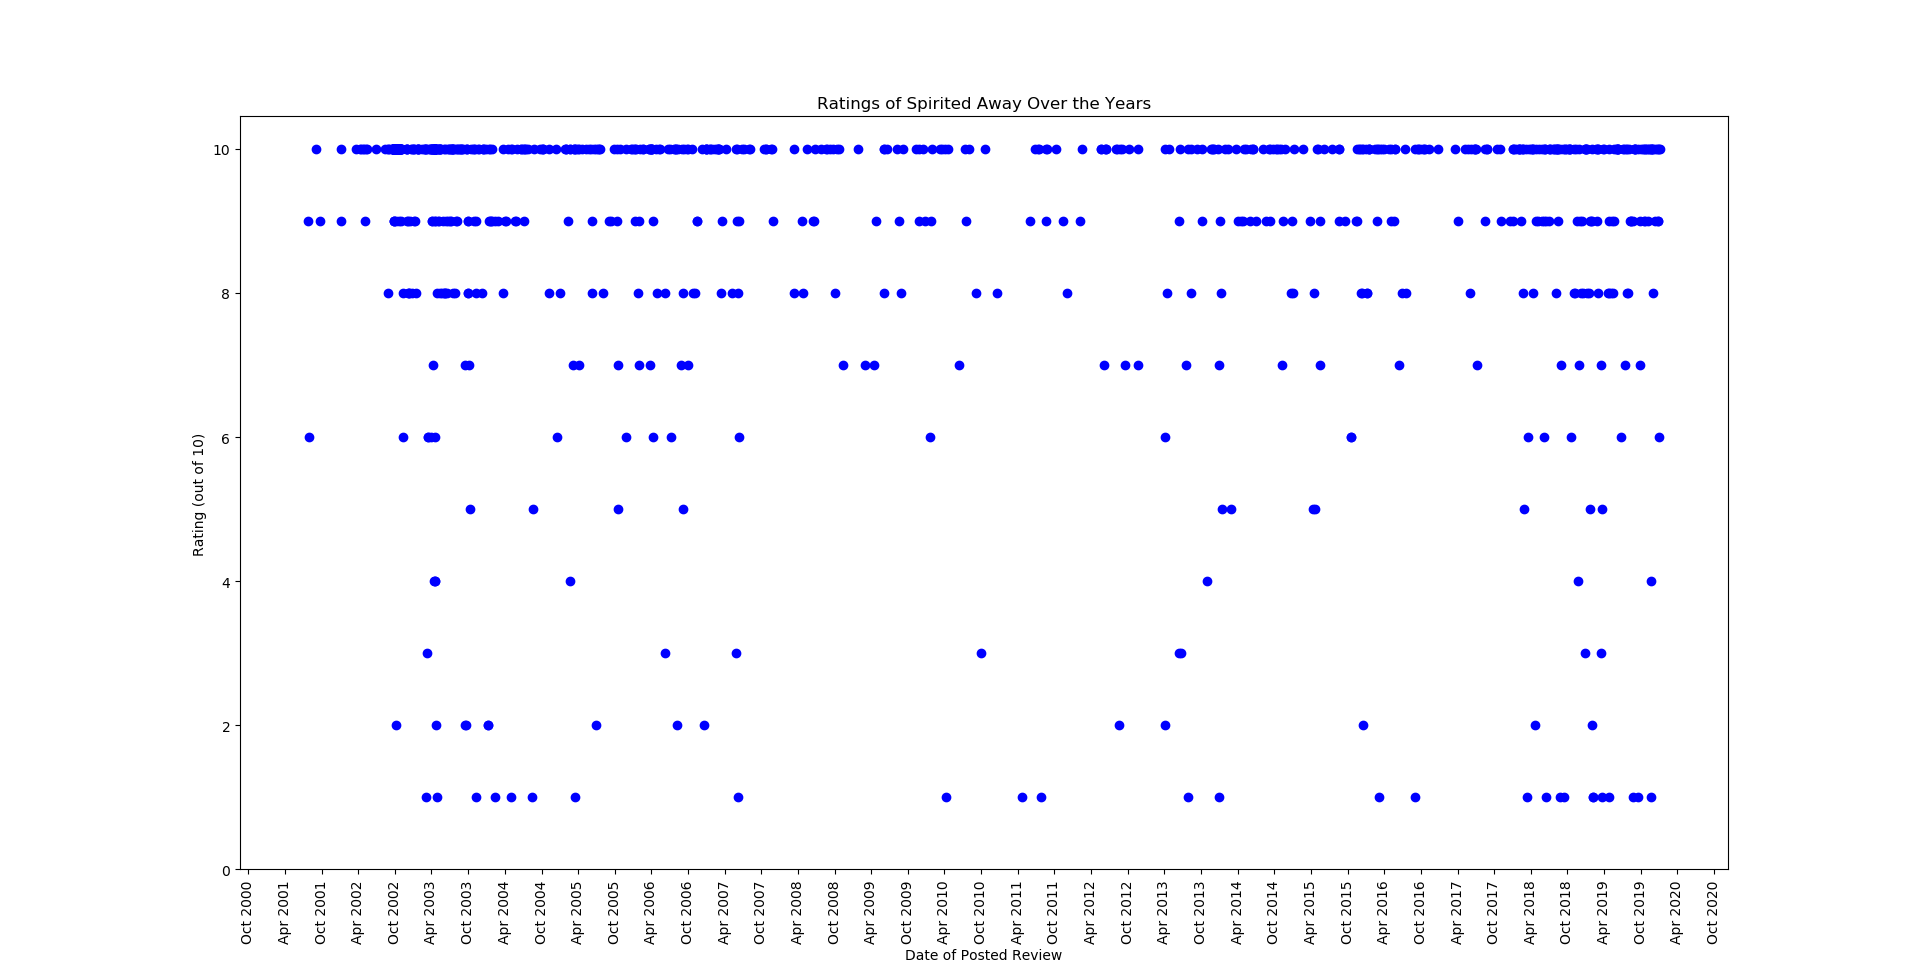 Ratings of Spirited Away Over the Years
10
8
6
4
2
0
Rating (out of 10)
Oct 2000
Apr 2001
Oct 2001
Apr 2002
Oct 2002
Apr 2003
Oct 2003
Apr 2004
Oct 2004
Apr 2005
Oct 2005
Apr 2006
Oct 2006
Apr 2007
Oct 2007
Apr 2008
Oct 2008
Apr 2009
Oct 2009
Apr 2010
Oct 2010
Apr 2011
Oct 2011
Apr 2012
Oct 2012
Apr 2013
Oct 2013
Apr 2014
Oct 2014
Apr 2015
Oct 2015
Apr 2016
Oct 2016
Apr 2017
Oct 2017
Apr 2018
Oct 2018
Apr 2019
Oct 2019
Apr 2020
Oct 2020
Date of Posted Review